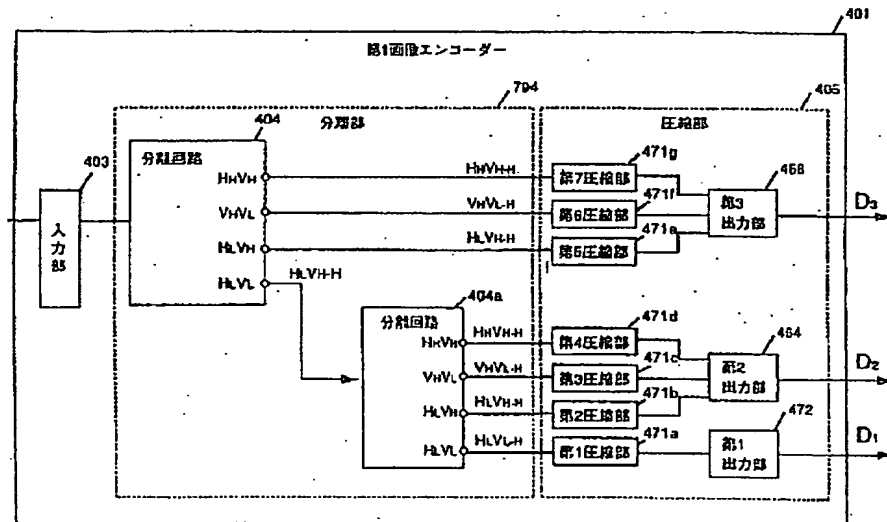 401
第1画像エンコーダー
794
405
404
分離部
圧縮部
分離回路
403
HHVH
HHVH-H
471g
第7圧縮部
468
入力部
VHVL
VHVL-H
471f
第6圧縮部
第3出力部
D3
HLVH
HLVH-H
471e
第5圧縮部
HLVL
HLVH-H
404a
分離回路
HHVH
HHVH-H
471d
第4圧縮部
464
VHVL
VHVL-H
471c
第3圧縮部
第2出力部
D2
HLVH
HLVH-H
471b
第2圧縮部
472
HLVL
HLVL-H
471a
第1圧縮部
第1出力部
D1